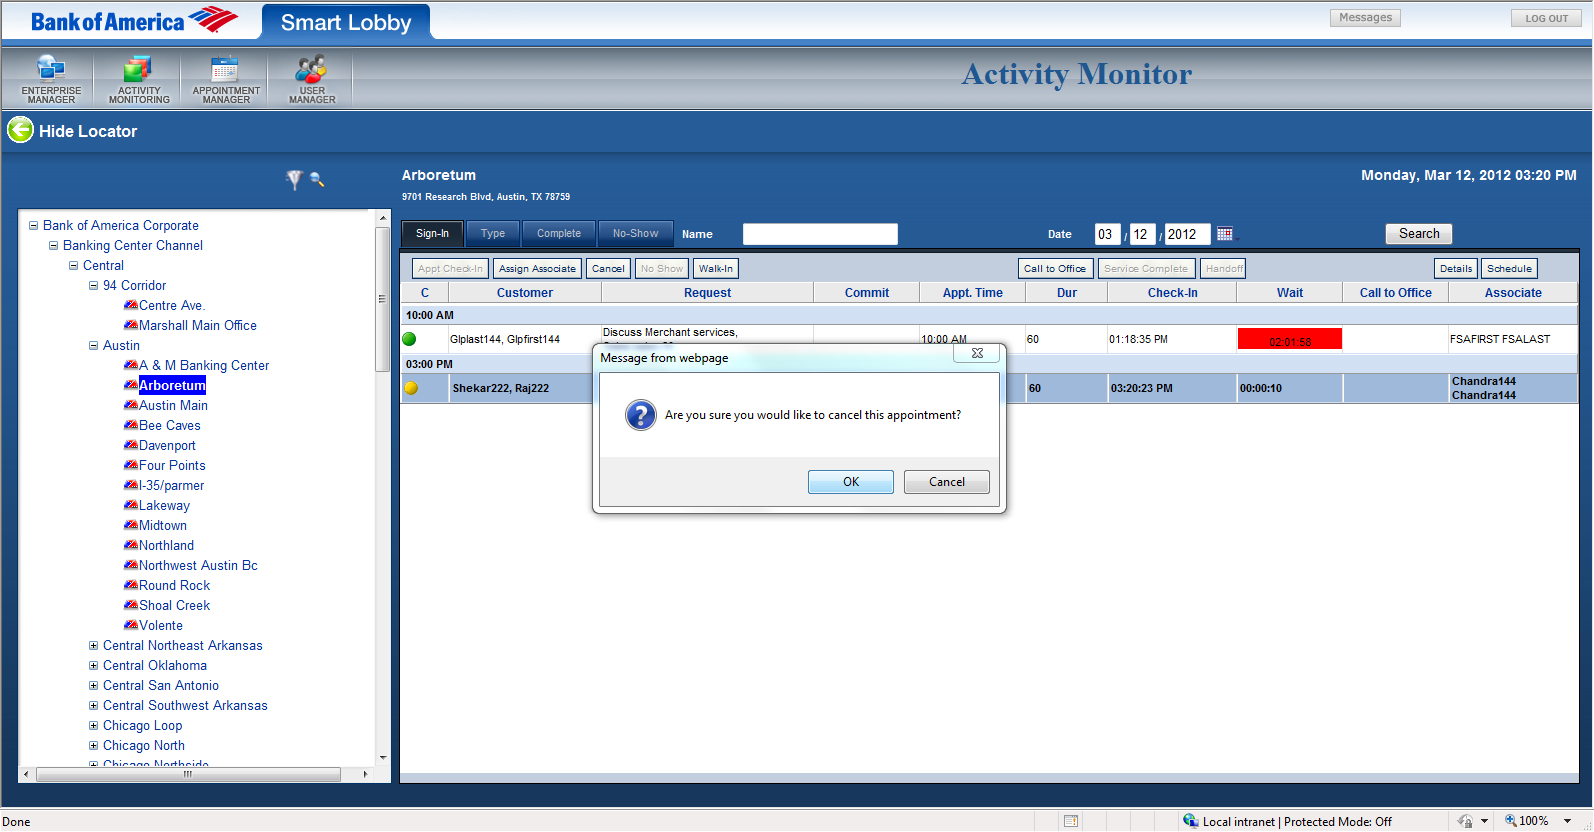 Bank of America
Smart Lobby
Messages
LOG OUT
ENTERPRISE
MANAGER
ACTIVITY
MONITORING
APPOINTMENT
MANAGER
USER
MANAGER
Activity Monitor
Hide Locator
Arboretum
Monday, Mar 12, 2012 03:20 PM
9701 Research Blvd, Austin, TX 78759
Bank of America Corporate
Banking Center Channel
Central
94 Corridor
Centre Ave.
Marshall Main Office
Austin
A & M Banking Center
Arboretum
Austin Main
Bee Caves
Davenport
Four Points
I-35/parmer
Lakeway
Midtown
Northland
Northwest Austin Bc
Round Rock
Shoal Creek
Volente
Central Northeast Arkansas
Central Oklahoma
Central San Antonio
Central Southwest Arkansas
Chicago Loop
Chicago North
Chicago Northside
Sign-In Type Complete No-Show Name Date 03 / 12 / 2012 Search
Appt Check-In Assign Associate Cancel No Show Walk-In Call to Office Service Complete Handoff Details Schedule
C Customer Request Commit Appt. Time Dur Check-In Wait Call to Office Associate
10:00 AM
Glplast144, Glpfirst144 Discuss Merchant services, 10:00 AM 60 01:18:35 PM 02:01:58 FSAFIRST FSALAST
03:00 PM
Shekar222, Raj222 60 03:20:23 PM 00:00:10 Chandra144
Chandra144
Message from webpage
Are you sure you would like to cancel this appointment?
OK Cancel
Done
Local intranet | Protected Mode: Off
100%